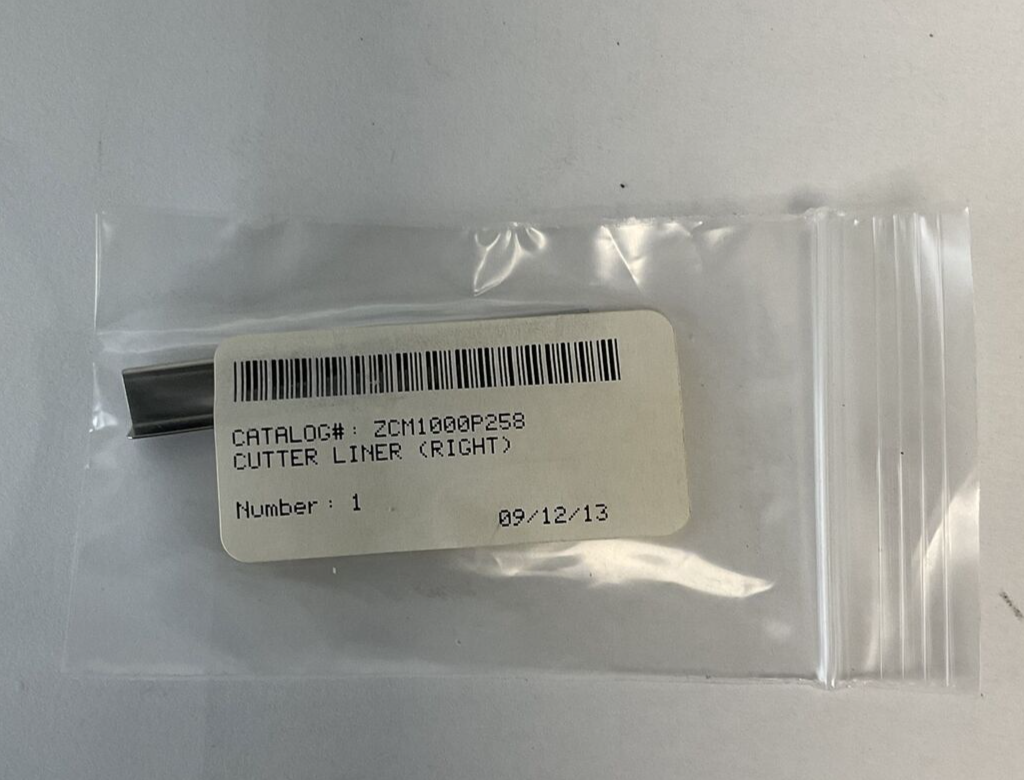 CATALOG#: ZCM1000P258
CUTTER LINER (RIGHT)
Number: 1
09/12/13